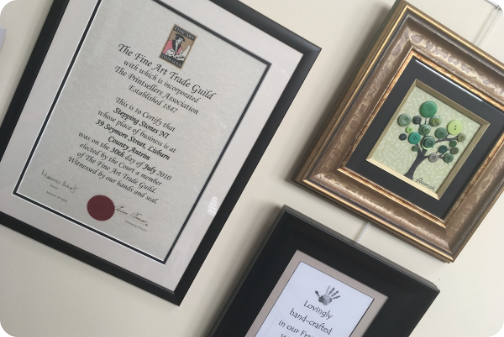 The Fine Art Trade Guild
with which is incorporated
The Printsellers Association
Established 1847
This is to Certify that
Stepping Stones NI
whose place of business is at
39 Seymore Street, Lisburn
County Antrim
was on the 30th day of July 2010
elected by the Court a member
of The Fine Art Trade Guild.
Witnessed by our hands and seal.
Lovingly
hand-crafted
in our